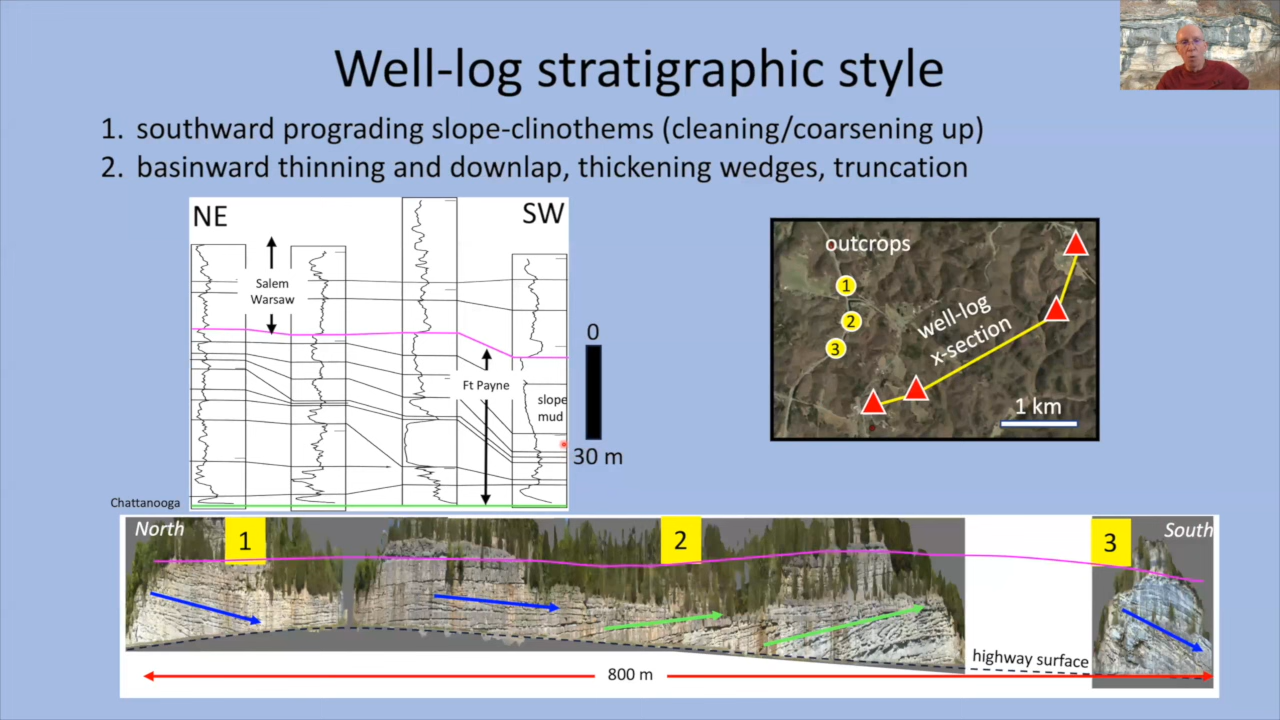 Well-log stratigraphic style
1. southward prograding slope-clinothems (cleaning/coarsening up)
2. basinward thinning and downlap, thickening wedges, truncation
NE
SW
Salem
Warsaw
Ft Payne
slope
mud
Chattanooga
0
30 m
outcrops
1
2
3
well-log
x-section
1 km
North
1
2
3
South
highway surface
800 m